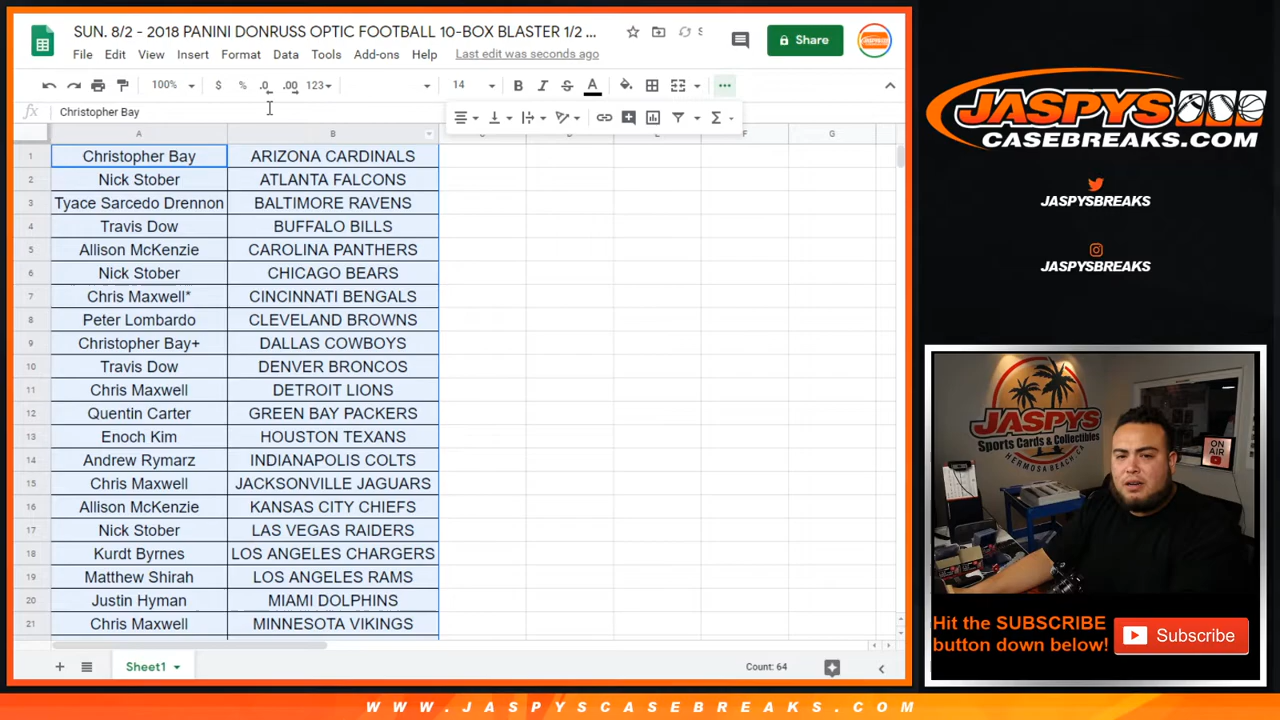 SUN. 8/2 - 2018 PANINI DONRUSS OPTIC FOOTBALL 10-BOX BLASTER 1/2 ... S
File Edit View Insert Format Data Tools Add-ons Help Last edit was seconds ago
Share
100% $ % .0 .00 123 14 B I S A
fx Christopher Bay
A B C D E F G
1 Christopher Bay ARIZONA CARDINALS
2 Nick Stober ATLANTA FALCONS
3 Tyace Sarcedo Drennon BALTIMORE RAVENS
4 Travis Dow BUFFALO BILLS
5 Allison McKenzie CAROLINA PANTHERS
6 Nick Stober CHICAGO BEARS
7 Chris Maxwell* CINCINNATI BENGALS
8 Peter Lombardo CLEVELAND BROWNS
9 Christopher Bay+ DALLAS COWBOYS
10 Travis Dow DENVER BRONCOS
11 Chris Maxwell DETROIT LIONS
12 Quentin Carter GREEN BAY PACKERS
13 Enoch Kim HOUSTON TEXANS
14 Andrew Rymarz INDIANAPOLIS COLTS
15 Chris Maxwell JACKSONVILLE JAGUARS
16 Allison McKenzie KANSAS CITY CHIEFS
17 Nick Stober LAS VEGAS RAIDERS
18 Kurdt Byrnes LOS ANGELES CHARGERS
19 Matthew Shirah LOS ANGELES RAMS
20 Justin Hyman MIAMI DOLPHINS
21 Chris Maxwell MINNESOTA VIKINGS
Sheet1
Count: 64
JASPYS
CASEBREAKS.COM
JASPYSBREAKS
JASPYSBREAKS
JASPYS
Sports Cards & Collectibles
HERMOSA BEACH, CA
ON AIR
Hit the SUBSCRIBE
button down below!
Subscribe
WWW.JASPYSCASEBREAKS.COM